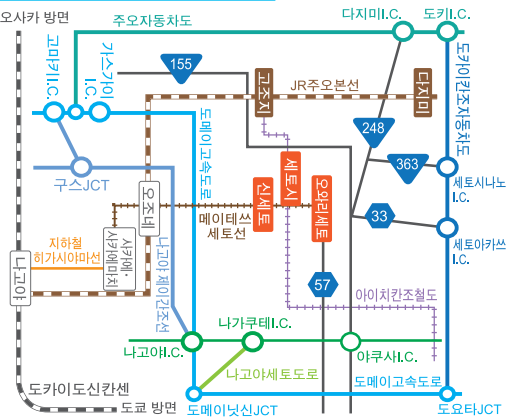 오사카 방면
주오자동차도
다지미I.C.
도키I.C.
고마키I.C.
가스가이
I.C.
155
고조지
JR주오본선
다지미
도카이칸조자동차도
도메이고속도로
248
363
세토시나노
I.C.
구스JCT
오조네
신세토
세토시
오와리세토
33
메이테쓰
세토선
세토아카쓰
I.C.
지하철
히가시야마선
사카에·
사카에마치
나고야
나고야 제이칸조선
57
아이치칸조철도
나가쿠테I.C.
나고야I.C.
야쿠사I.C.
나고야세토도로
도메이고속도로
도카이도신칸센
도쿄 방면
도메이닛신JCT
도요타JCT